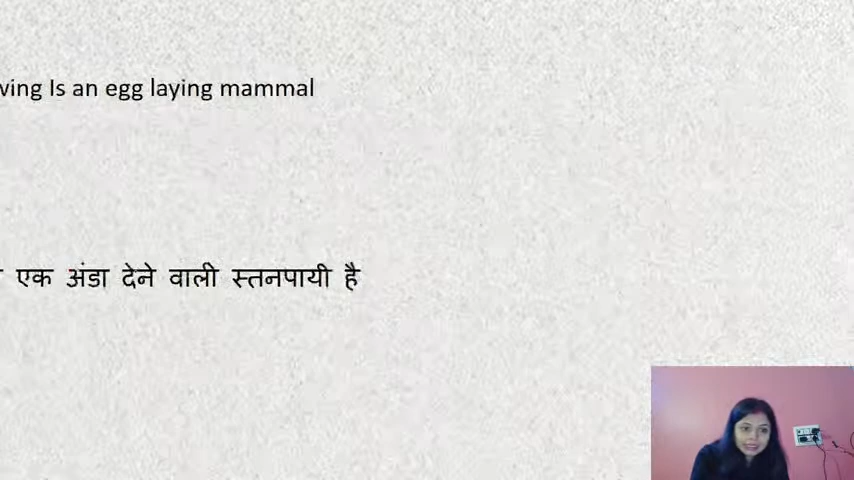 ving Is an egg laying mammal
एक अंडा देने वाली स्तनपायी है